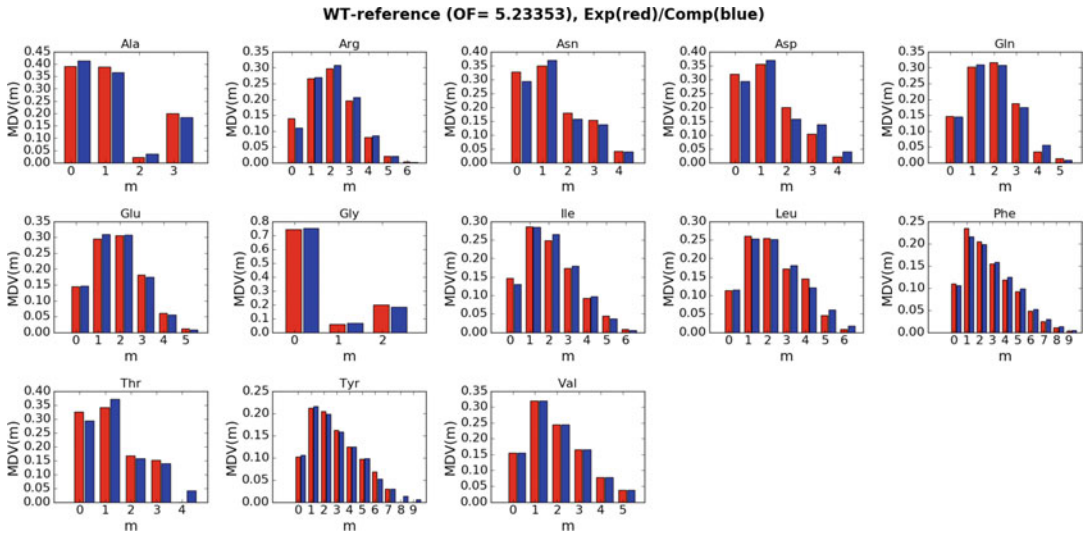 WT-reference (OF= 5.23353), Exp(red)/Comp(blue)
Ala
MDV(m)
0.45
0.40
0.35
0.30
0.25
0.20
0.15
0.10
0.05
0.00
0 1 2 3
m
Arg
MDV(m)
0.35
0.30
0.25
0.20
0.15
0.10
0.05
0.00
0 1 2 3 4 5 6
m
Asn
MDV(m)
0.40
0.35
0.30
0.25
0.20
0.15
0.10
0.05
0.00
0 1 2 3 4
m
Asp
MDV(m)
0.40
0.35
0.30
0.25
0.20
0.15
0.10
0.05
0.00
0 1 2 3 4
m
Gln
MDV(m)
0.35
0.30
0.25
0.20
0.15
0.10
0.05
0.00
0 1 2 3 4 5
m
Glu
MDV(m)
0.35
0.30
0.25
0.20
0.15
0.10
0.05
0.00
0 1 2 3 4 5
m
Gly
MDV(m)
0.8
0.7
0.6
0.5
0.4
0.3
0.2
0.1
0.0
0 1 2
m
Ile
MDV(m)
0.30
0.25
0.20
0.15
0.10
0.05
0.00
0 1 2 3 4 5 6
m
Leu
MDV(m)
0.30
0.25
0.20
0.15
0.10
0.05
0.00
0 1 2 3 4 5 6
m
Phe
MDV(m)
0.25
0.20
0.15
0.10
0.05
0.00
0 1 2 3 4 5 6 7 8 9
m
Thr
MDV(m)
0.40
0.35
0.30
0.25
0.20
0.15
0.10
0.05
0.00
0 1 2 3 4
m
Tyr
MDV(m)
0.25
0.20
0.15
0.10
0.05
0.00
0 1 2 3 4 5 6 7 8 9
m
Val
MDV(m)
0.35
0.30
0.25
0.20
0.15
0.10
0.05
0.00
0 1 2 3 4 5
m